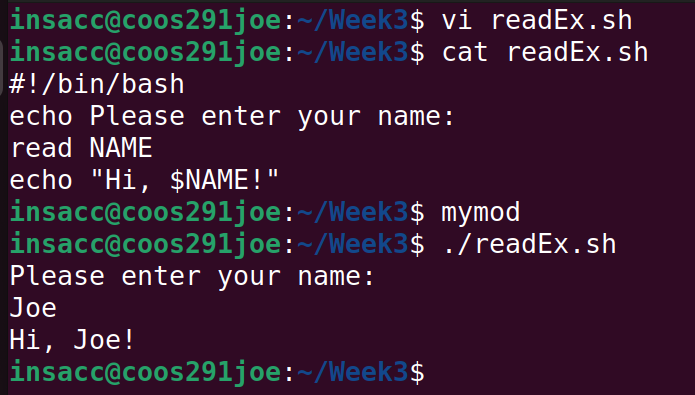 insacc@coos291joe:~/Week3$ vi readEx.sh
insacc@coos291joe:~/Week3$ cat readEx.sh
#!/bin/bash
echo Please enter your name:
read NAME
echo "Hi, $NAME!"
insacc@coos291joe:~/Week3$ mymod
insacc@coos291joe:~/Week3$ ./readEx.sh
Please enter your name:
Joe
Hi, Joe!
insacc@coos291joe:~/Week3$